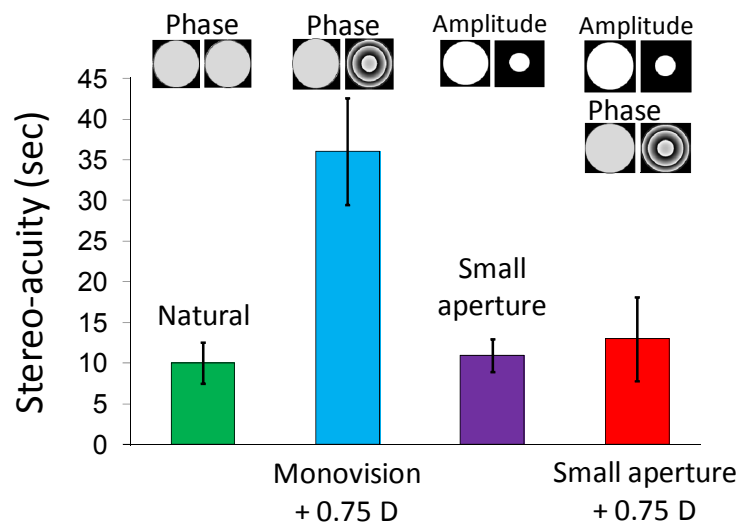 Phase
Phase
Amplitude
Amplitude
Phase
Stereo-acuity (sec)
45
40
35
30
25
20
15
10
5
0
Natural
Small
aperture
Monovision
+ 0.75 D
Small aperture
+ 0.75 D